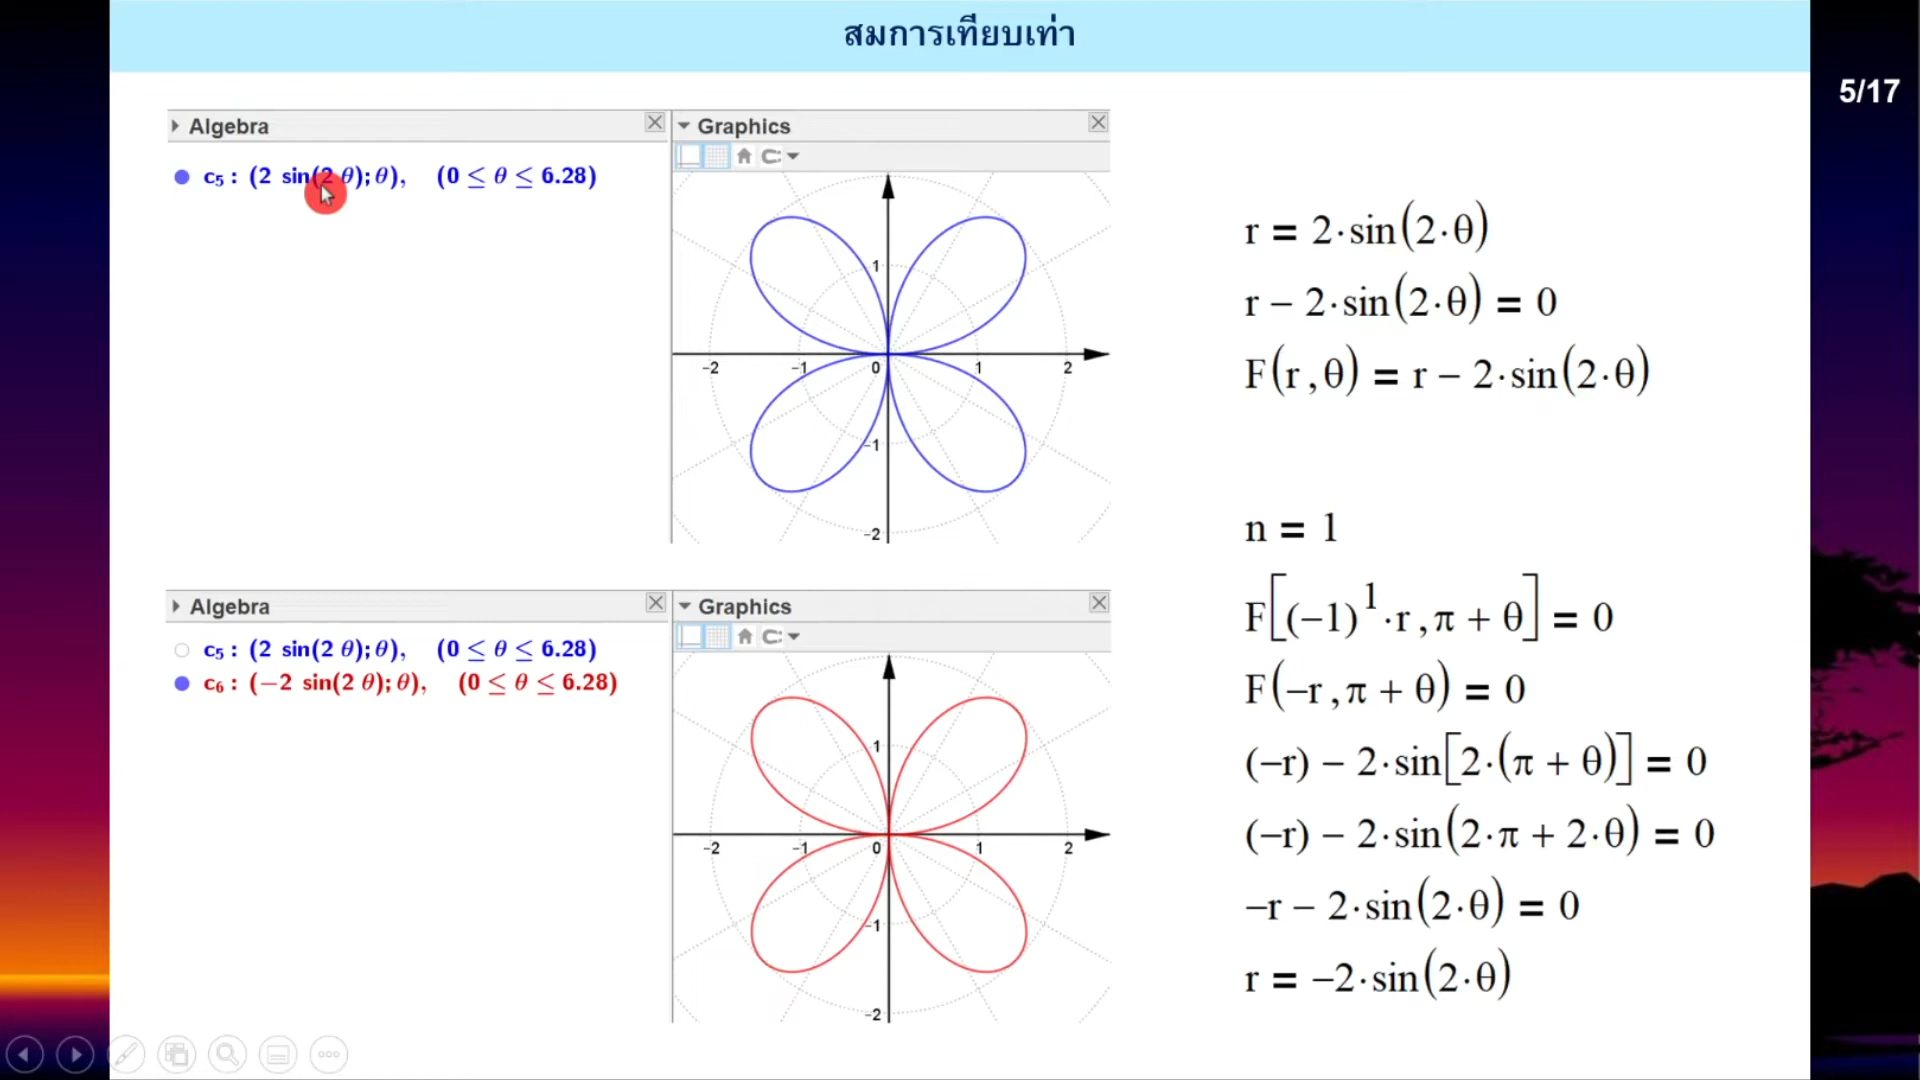 สมการเทียบเท่า
5/17
Algebra
c₅ : (2 sin(2 θ); θ), (0 ≤ θ ≤ 6.28)
Graphics
1
-2 -1 0 1 2
-1
-2
r = 2·sin(2·θ)
r − 2·sin(2·θ) = 0
F(r,θ) = r − 2·sin(2·θ)
Algebra
c₅ : (2 sin(2 θ); θ), (0 ≤ θ ≤ 6.28)
c₆ : (−2 sin(2 θ); θ), (0 ≤ θ ≤ 6.28)
Graphics
1
-2 -1 0 1 2
-1
-2
n = 1
F[(−1)¹·r,π + θ] = 0
F(−r,π + θ) = 0
(−r) − 2·sin[2·(π + θ)] = 0
(−r) − 2·sin(2·π + 2·θ) = 0
−r − 2·sin(2·θ) = 0
r = −2·sin(2·θ)